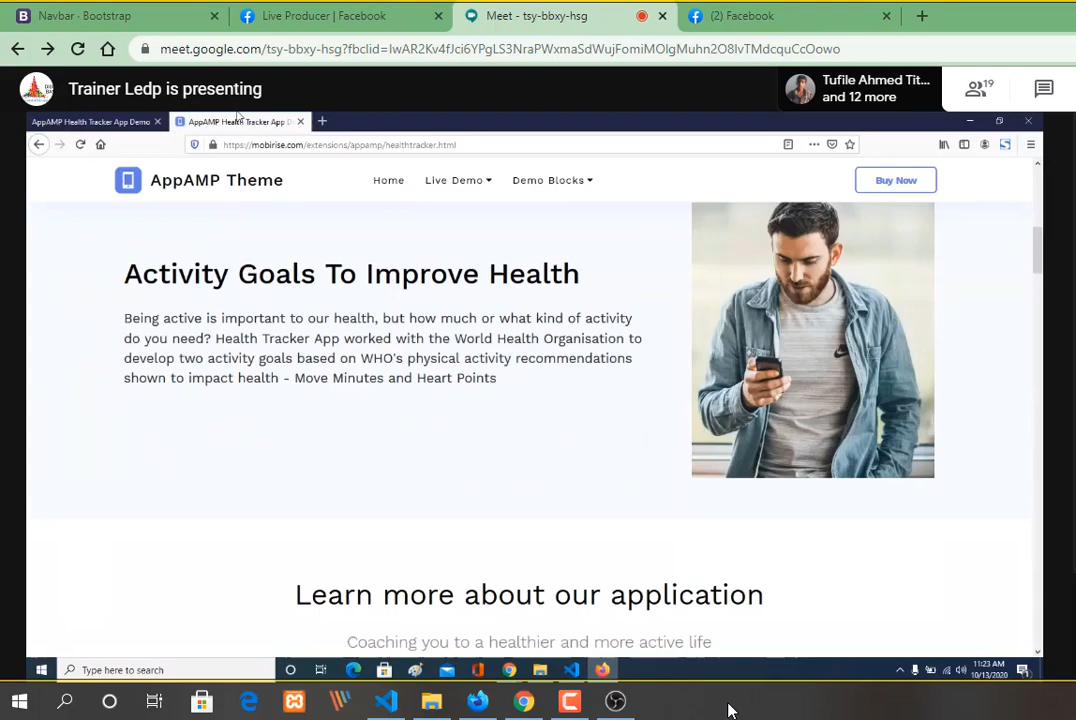 Navbar - Bootstrap
Live Producer | Facebook
Meet - tsy-bbxy-hsg
(2) Facebook
meet.google.com/tsy-bbxy-hsg?fbclid=IwAR2Kv4fJci6YPgLS3NraPWxmaSdWujFomiMOIgMuhn2O8IvTMdcquCcOowo
Trainer Ledp is presenting
Tufile Ahmed Tit...
and 12 more
19
AppAMP Health Tracker App Demo
AppAMP Health Tracker App D
https://mobirise.com/extensions/appamp/healthtracker.html
AppAMP Theme
Home
Live Demo
Demo Blocks
Buy Now
Activity Goals To Improve Health
Being active is important to our health, but how much or what kind of activity
do you need? Health Tracker App worked with the World Health Organisation to
develop two activity goals based on WHO's physical activity recommendations
shown to impact health - Move Minutes and Heart Points
Learn more about our application
Coaching you to a healthier and more active life
Type here to search
11:23 AM
10/13/2020